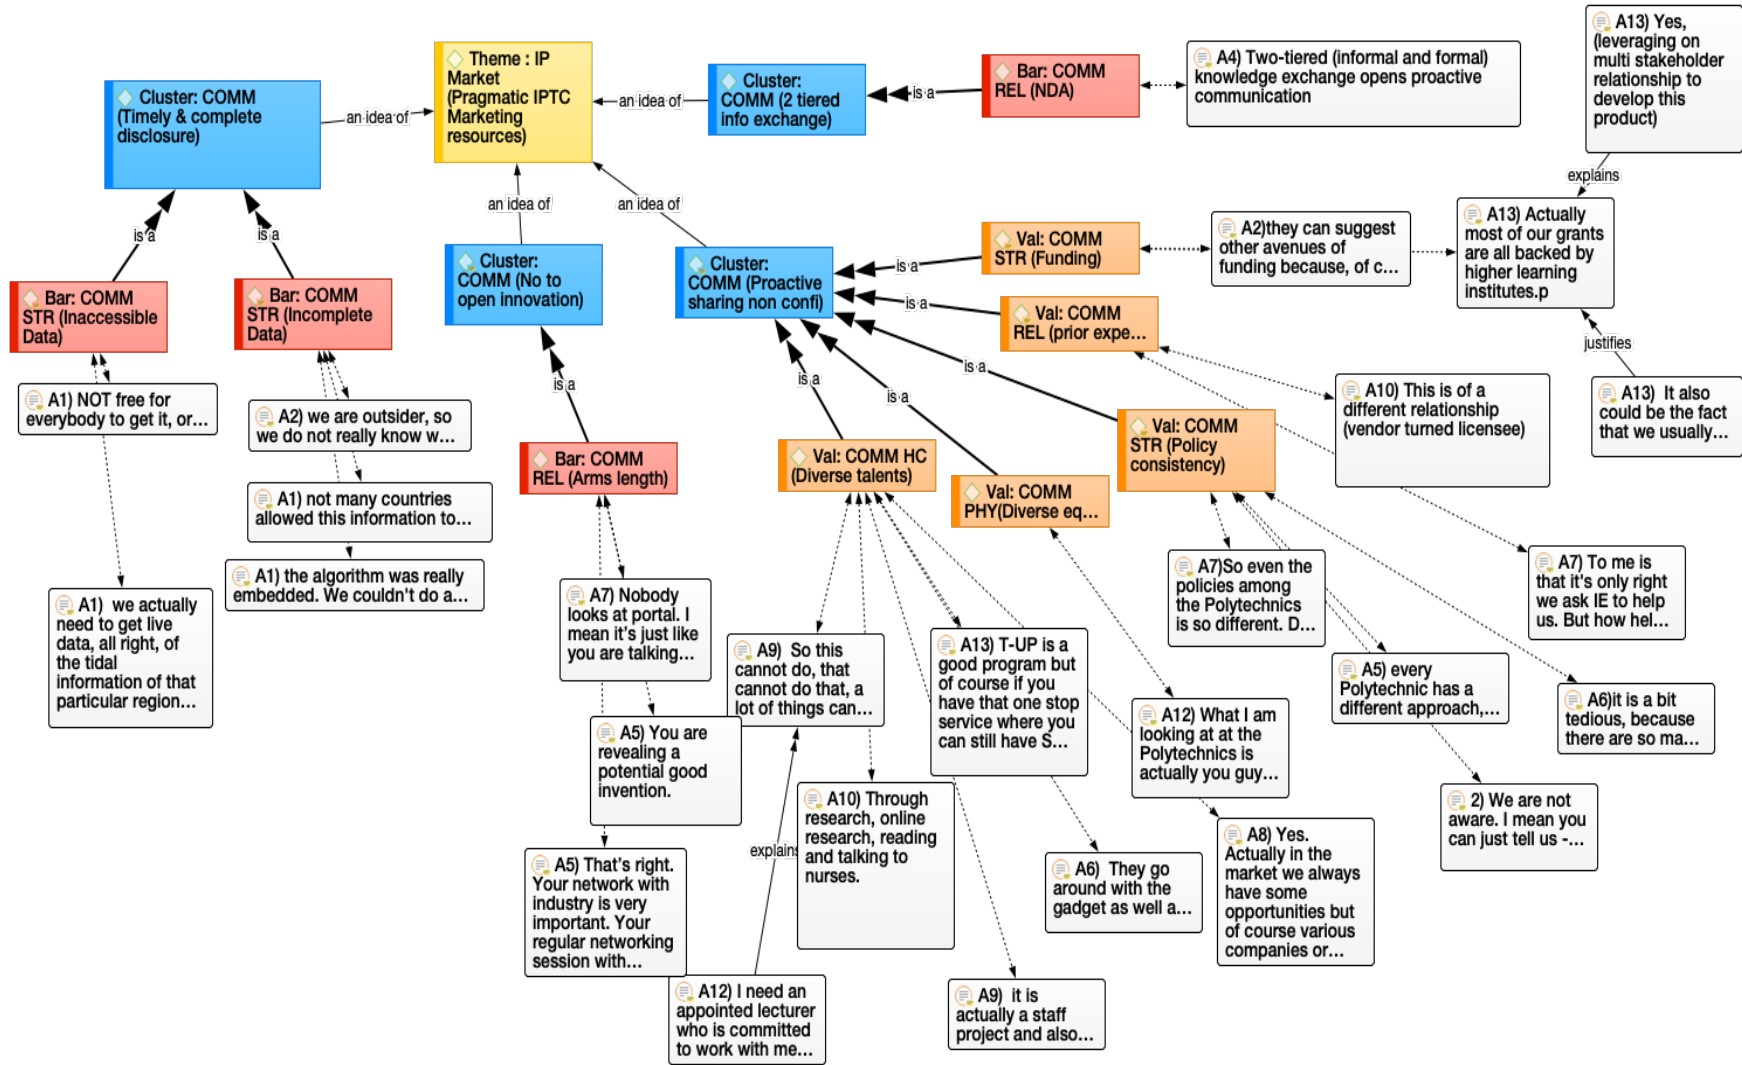 Theme : IP
Market
(Pragmatic IPTC
Marketing
resources)
Cluster: COMM
(Timely & complete
disclosure)
an idea of
Cluster:
COMM (2 tiered
info exchange)
an idea of
is a
Bar: COMM
REL (NDA)
A4) Two-tiered (informal and formal)
knowledge exchange opens proactive
communication
A13) Yes,
(leveraging on
multi stakeholder
relationship to
develop this
product)
explains
A13) Actually
most of our grants
are all backed by
higher learning
institutes.p
justifies
A13)  It also
could be the fact
that we usually...
is a
is a
Bar: COMM
STR (Inaccessible
Data)
Bar: COMM
STR (Incomplete
Data)
A1) NOT free for
everybody to get it, or...
A2) we are outsider, so
we do not really know w...
A1) not many countries
allowed this information to...
A1) the algorithm was really
embedded. We couldn't do a...
A1)  we actually
need to get live
data, all right, of
the tidal
information of that
particular region...
an idea of
an idea of
Cluster:
COMM (No to
open innovation)
Cluster:
COMM (Proactive
sharing non confi)
is a
is a
is a
is a
is a
is a
Val: COMM
STR (Funding)
A2)they can suggest
other avenues of
funding because, of c...
Val: COMM
REL (prior expe...
A10) This is of a
different relationship
(vendor turned licensee)
Val: COMM
STR (Policy
consistency)
Bar: COMM
REL (Arms length)
Val: COMM HC
(Diverse talents)
Val: COMM
PHY(Diverse eq...
A7) Nobody
looks at portal. I
mean it's just like
you are talking...
A5) You are
revealing a
potential good
invention.
A5) That's right.
Your network with
industry is very
important. Your
regular networking
session with...
A9)  So this
cannot do, that
cannot do that, a
lot of things can...
explains
A12) I need an
appointed lecturer
who is committed
to work with me...
A10) Through
research, online
research, reading
and talking to
nurses.
A13) T-UP is a
good program but
of course if you
have that one stop
service where you
can still have S...
A6)  They go
around with the
gadget as well a...
A9)  it is
actually a staff
project and also...
A12) What I am
looking at at the
Polytechnics is
actually you guy...
A8) Yes.
Actually in the
market we always
have some
opportunities but
of course various
companies or...
A7)So even the
policies among
the Polytechnics
is so different. D...
A5) every
Polytechnic has a
different approach,...
2) We are not
aware. I mean you
can just tell us -...
A7) To me is
that it's only right
we ask IE to help
us. But how hel...
A6)it is a bit
tedious, because
there are so ma...